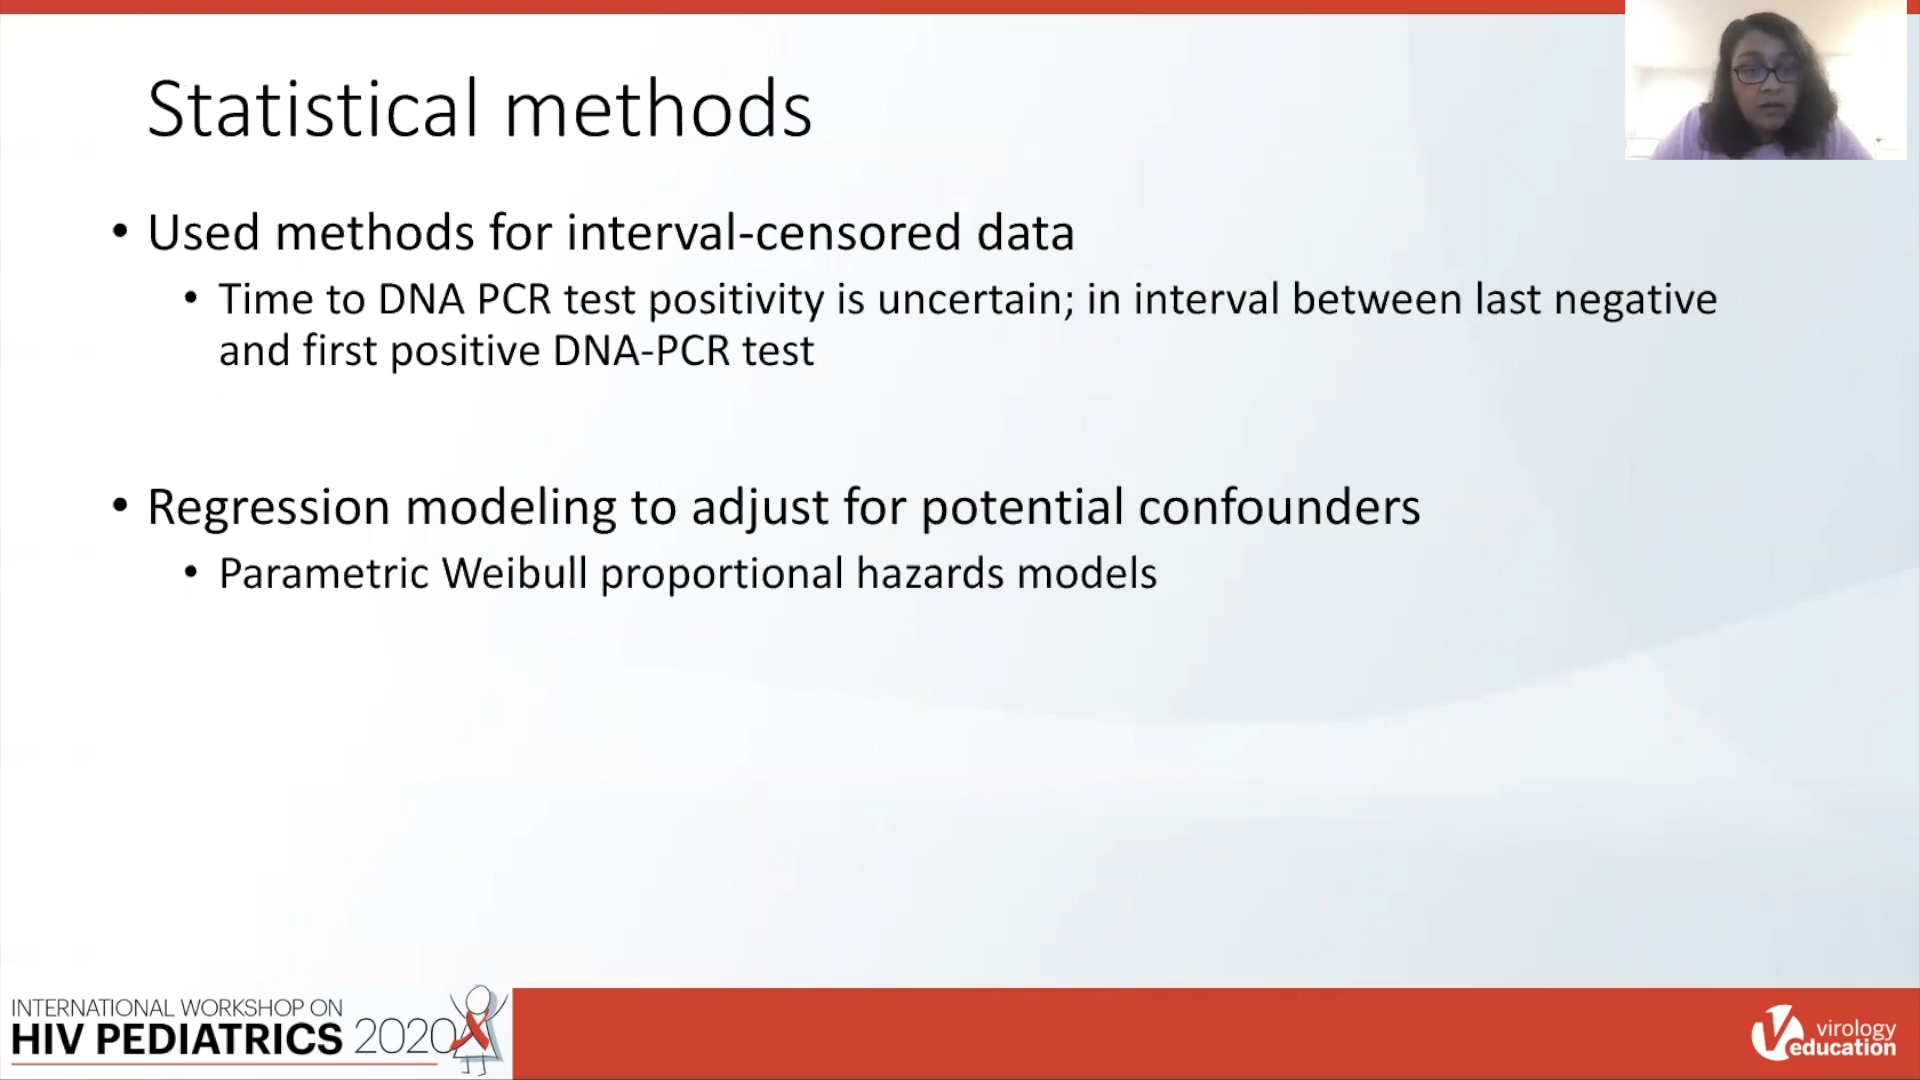 Statistical methods
• Used methods for interval-censored data
• Time to DNA PCR test positivity is uncertain; in interval between last negative
and first positive DNA-PCR test
• Regression modeling to adjust for potential confounders
• Parametric Weibull proportional hazards models
INTERNATIONAL WORKSHOP ON
HIV PEDIATRICS 2020
virology
education